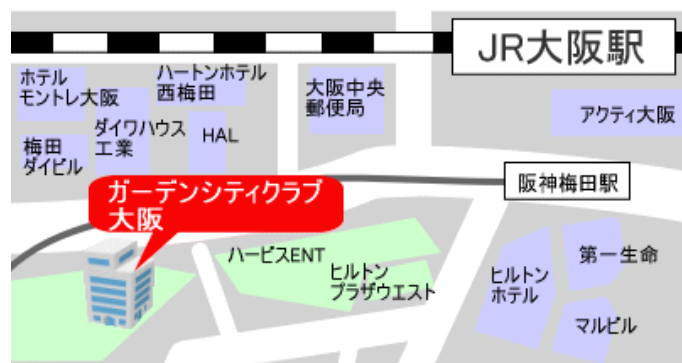 JR大阪駅
ホテル
モントレ大阪
ハートンホテル
西梅田
大阪中央
郵便局
アクティ大阪
ダイワハウス
工業
HAL
梅田
ダイビル
阪神梅田駅
ガーデンシティクラブ
大阪
ハービスENT
ヒルトン
プラザウエスト
ヒルトン
ホテル
第一生命
マルビル